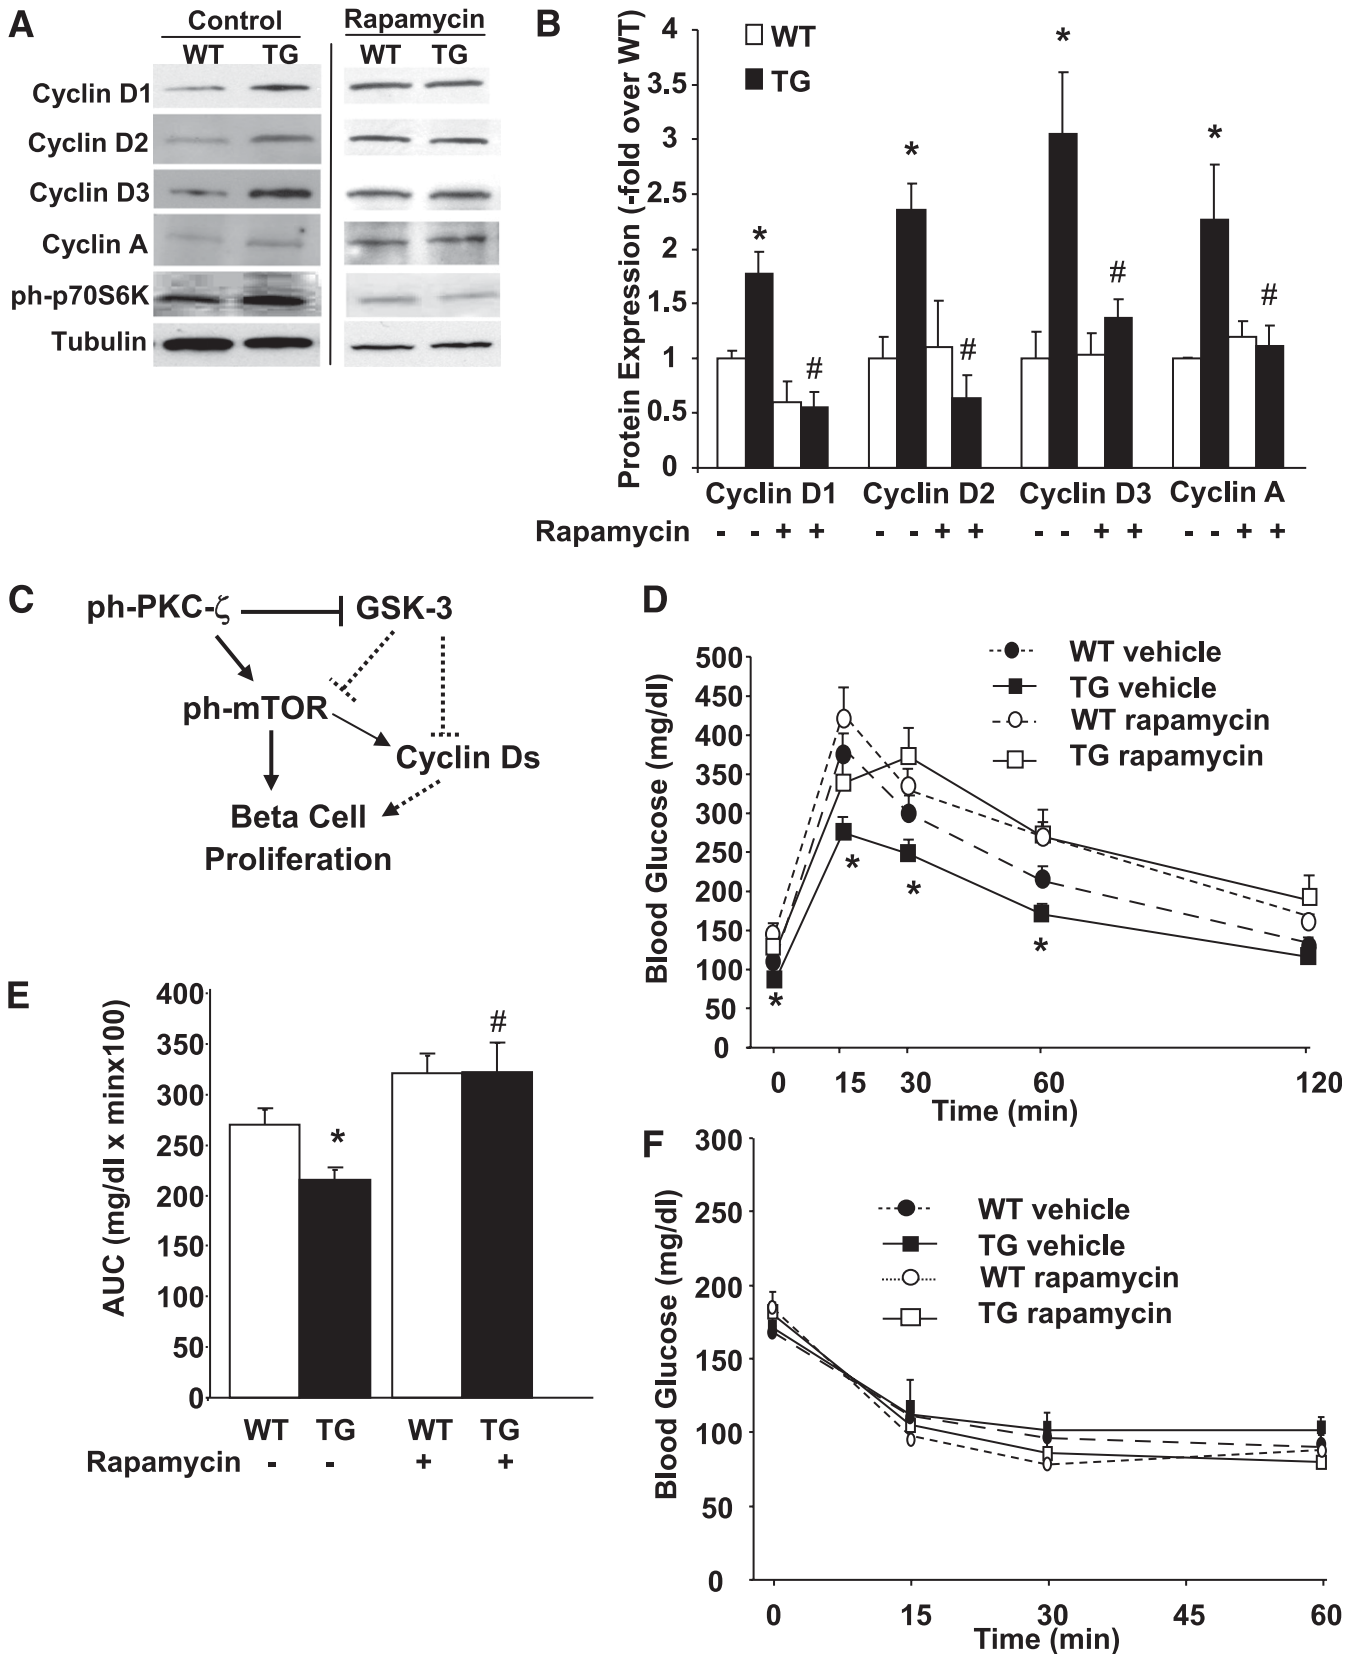 A
Control
Rapamycin
WT TG WT TG
Cyclin D1
Cyclin D2
Cyclin D3
Cyclin A
ph-p70S6K
Tubulin
B
Protein Expression (-fold over WT)
WT
TG
4
3.5
3
2.5
2
1.5
1
0.5
0
* * * *
# # # #
Cyclin D1 Cyclin D2 Cyclin D3 Cyclin A
Rapamycin - - + + - - + + - - + + - - + +
C
ph-PKC-ζ GSK-3
ph-mTOR
Cyclin Ds
Beta Cell
Proliferation
D
Blood Glucose (mg/dl)
500
450
400
350
300
250
200
150
100
50
0
WT vehicle
TG vehicle
WT rapamycin
TG rapamycin
* * * *
0 15 30 60 120
Time (min)
E
AUC (mg/dl x minx100)
400
350
300
250
200
150
100
50
0
* #
WT TG WT TG
Rapamycin - - + +
F
Blood Glucose (mg/dl)
300
250
200
150
100
50
0
WT vehicle
TG vehicle
WT rapamycin
TG rapamycin
0 15 30 45 60
Time (min)